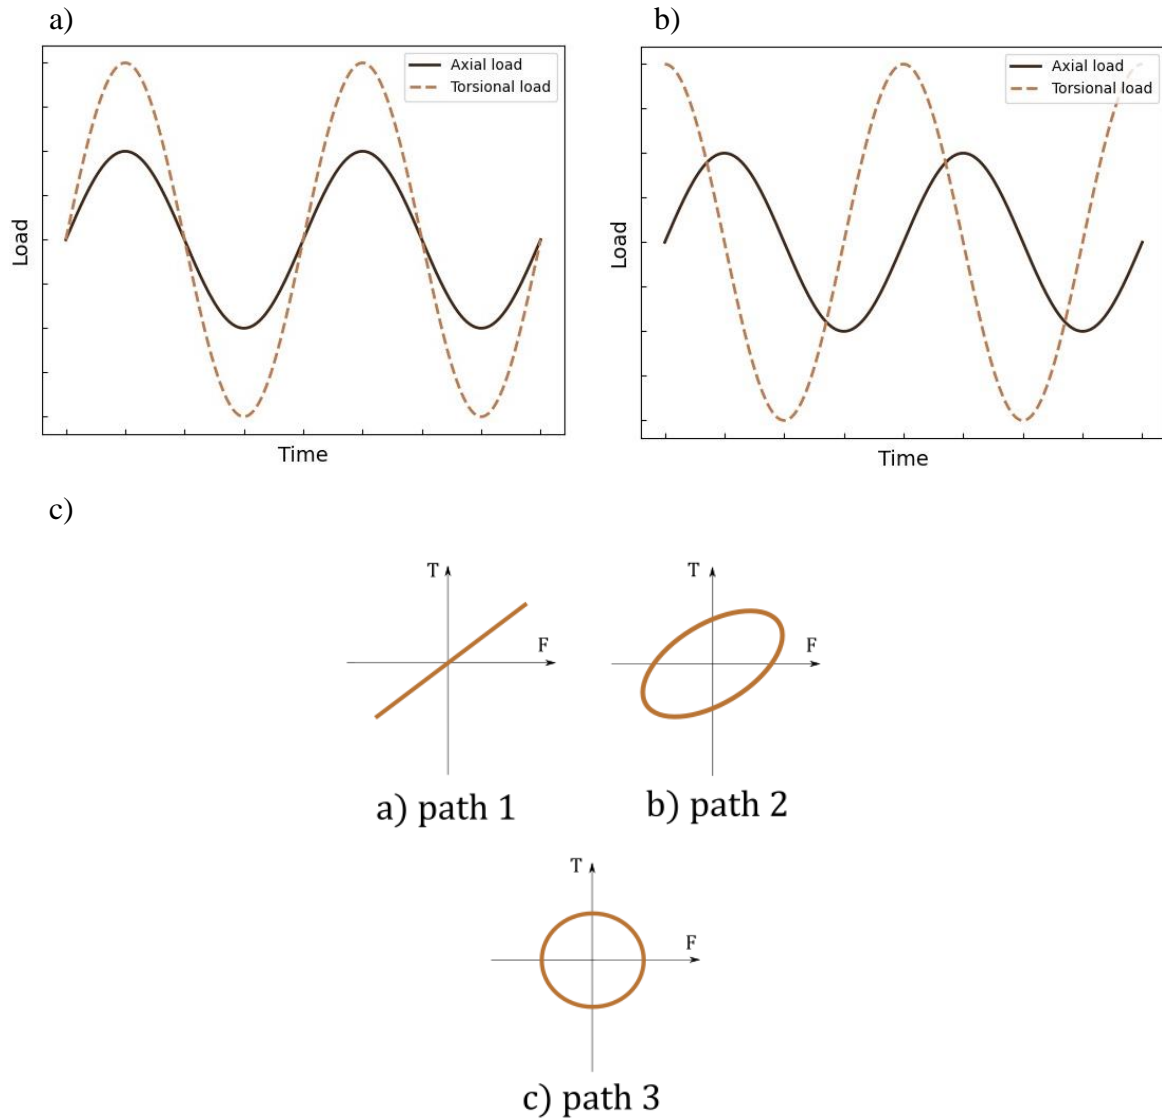 a)
b)
Axial load
Torsional load
Load
Time
Axial load
Torsional load
Load
Time
c)
T
F
a) path 1
T
F
b) path 2
T
F
c) path 3